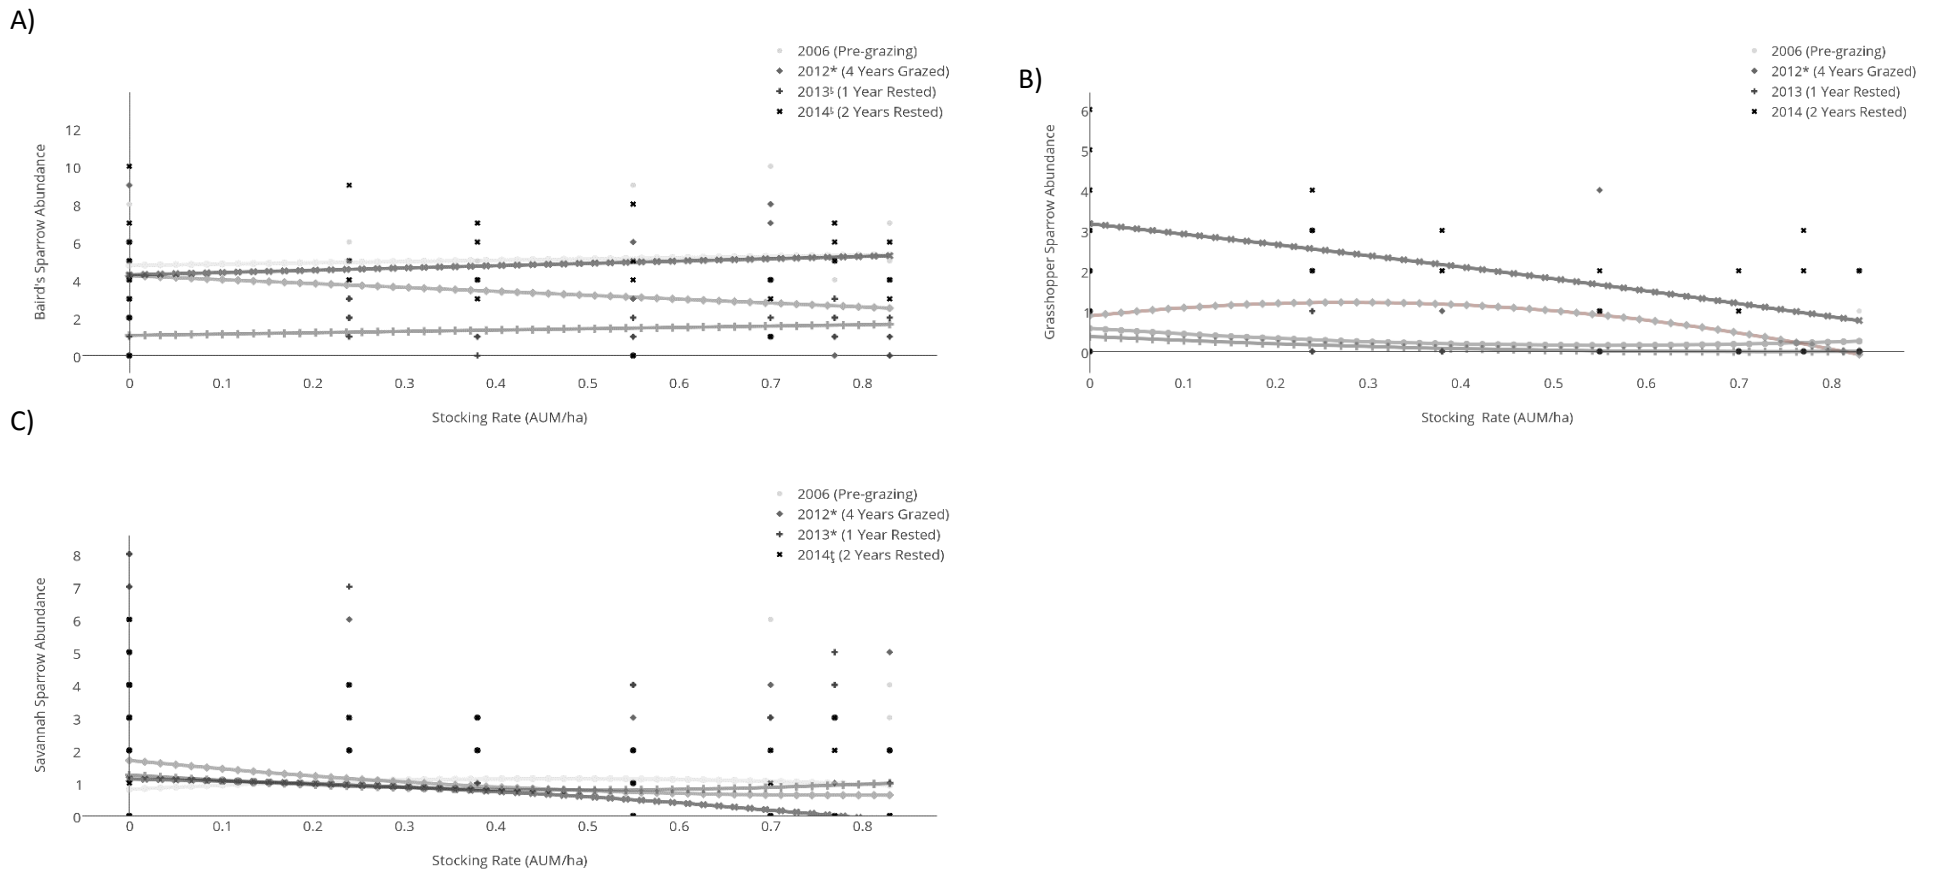 A)
2006 (Pre-grazing)
2012* (4 Years Grazed)
2013ᶊ (1 Year Rested)
2014ᶊ (2 Years Rested)
12
10
8
6
4
2
0
Baird's Sparrow Abundance
0 0.1 0.2 0.3 0.4 0.5 0.6 0.7 0.8
Stocking Rate (AUM/ha)
B)
2006 (Pre-grazing)
2012* (4 Years Grazed)
2013 (1 Year Rested)
2014 (2 Years Rested)
6
5
4
3
2
1
0
Grasshopper Sparrow Abundance
0 0.1 0.2 0.3 0.4 0.5 0.6 0.7 0.8
Stocking Rate (AUM/ha)
C)
2006 (Pre-grazing)
2012* (4 Years Grazed)
2013* (1 Year Rested)
2014ţ (2 Years Rested)
8
7
6
5
4
3
2
1
0
Savannah Sparrow Abundance
0 0.1 0.2 0.3 0.4 0.5 0.6 0.7 0.8
Stocking Rate (AUM/ha)